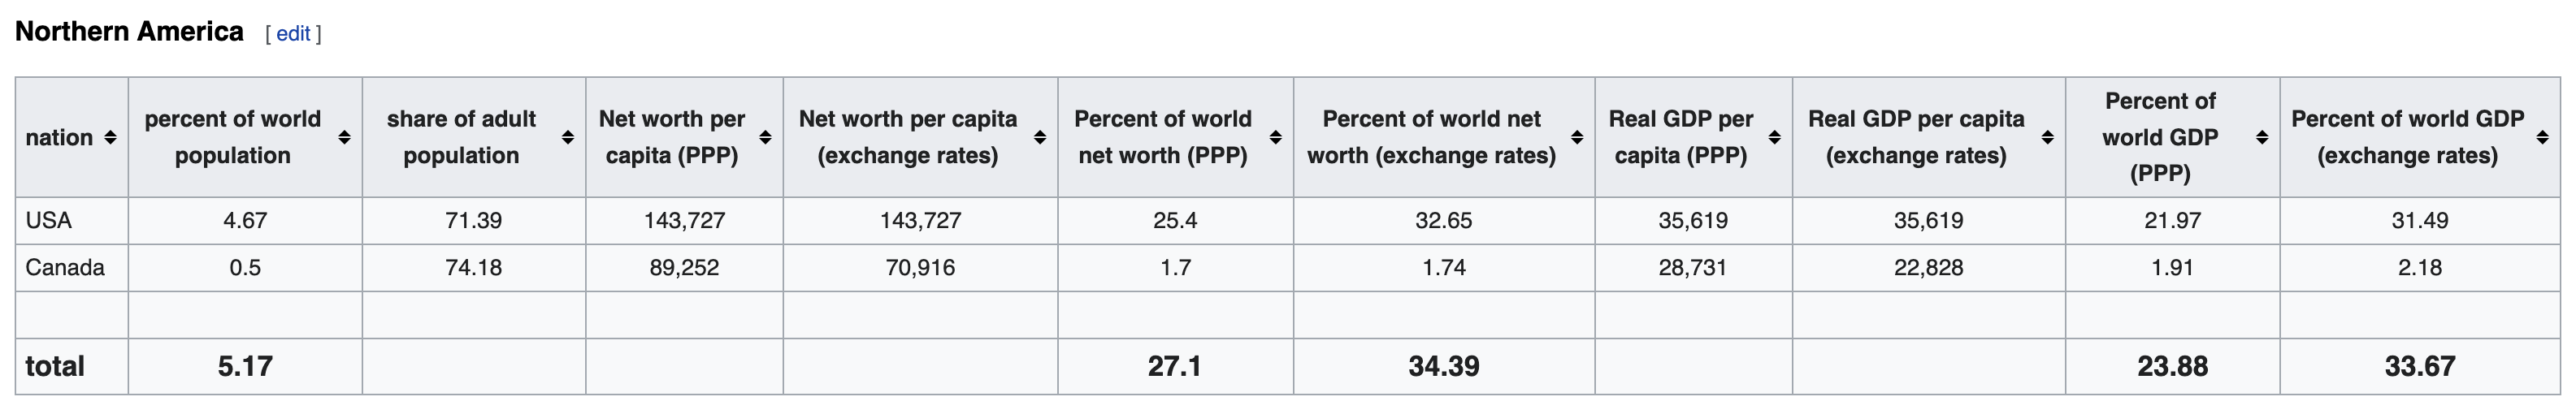 Northern America [ edit ]
nation percent of world population share of adult population Net worth per capita (PPP) Net worth per capita (exchange rates) Percent of world net worth (PPP) Percent of world net worth (exchange rates) Real GDP per capita (PPP) Real GDP per capita (exchange rates) Percent of world GDP (PPP) Percent of world GDP (exchange rates)
USA 4.67 71.39 143,727 143,727 25.4 32.65 35,619 35,619 21.97 31.49
Canada 0.5 74.18 89,252 70,916 1.7 1.74 28,731 22,828 1.91 2.18
total 5.17 27.1 34.39 23.88 33.67